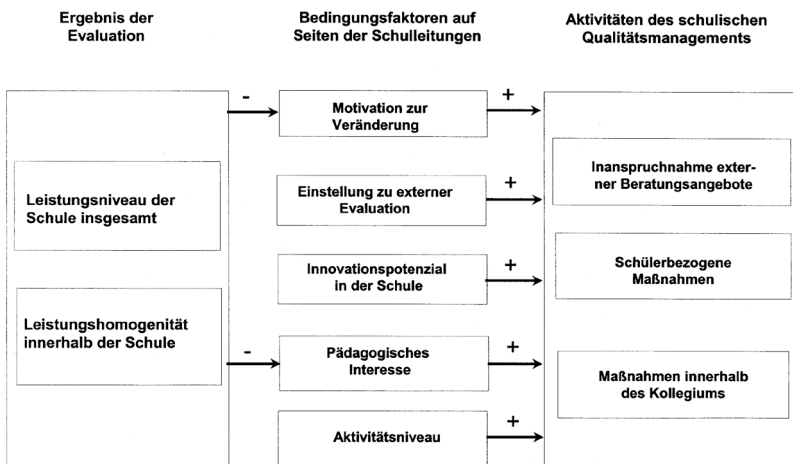 Ergebnis der
Evaluation
Bedingungsfaktoren auf
Seiten der Schulleitungen
Aktivitäten des schulischen
Qualitätsmanagements
Leistungsniveau der
Schule insgesamt
Leistungshomogenität
innerhalb der Schule
-
-
Motivation zur
Veränderung
Einstellung zu externer
Evaluation
Innovationspotenzial
in der Schule
Pädagogisches
Interesse
Aktivitätsniveau
+
+
+
+
+
Inanspruchnahme exter-
ner Beratungsangebote
Schülerbezogene
Maßnahmen
Maßnahmen innerhalb
des Kollegiums